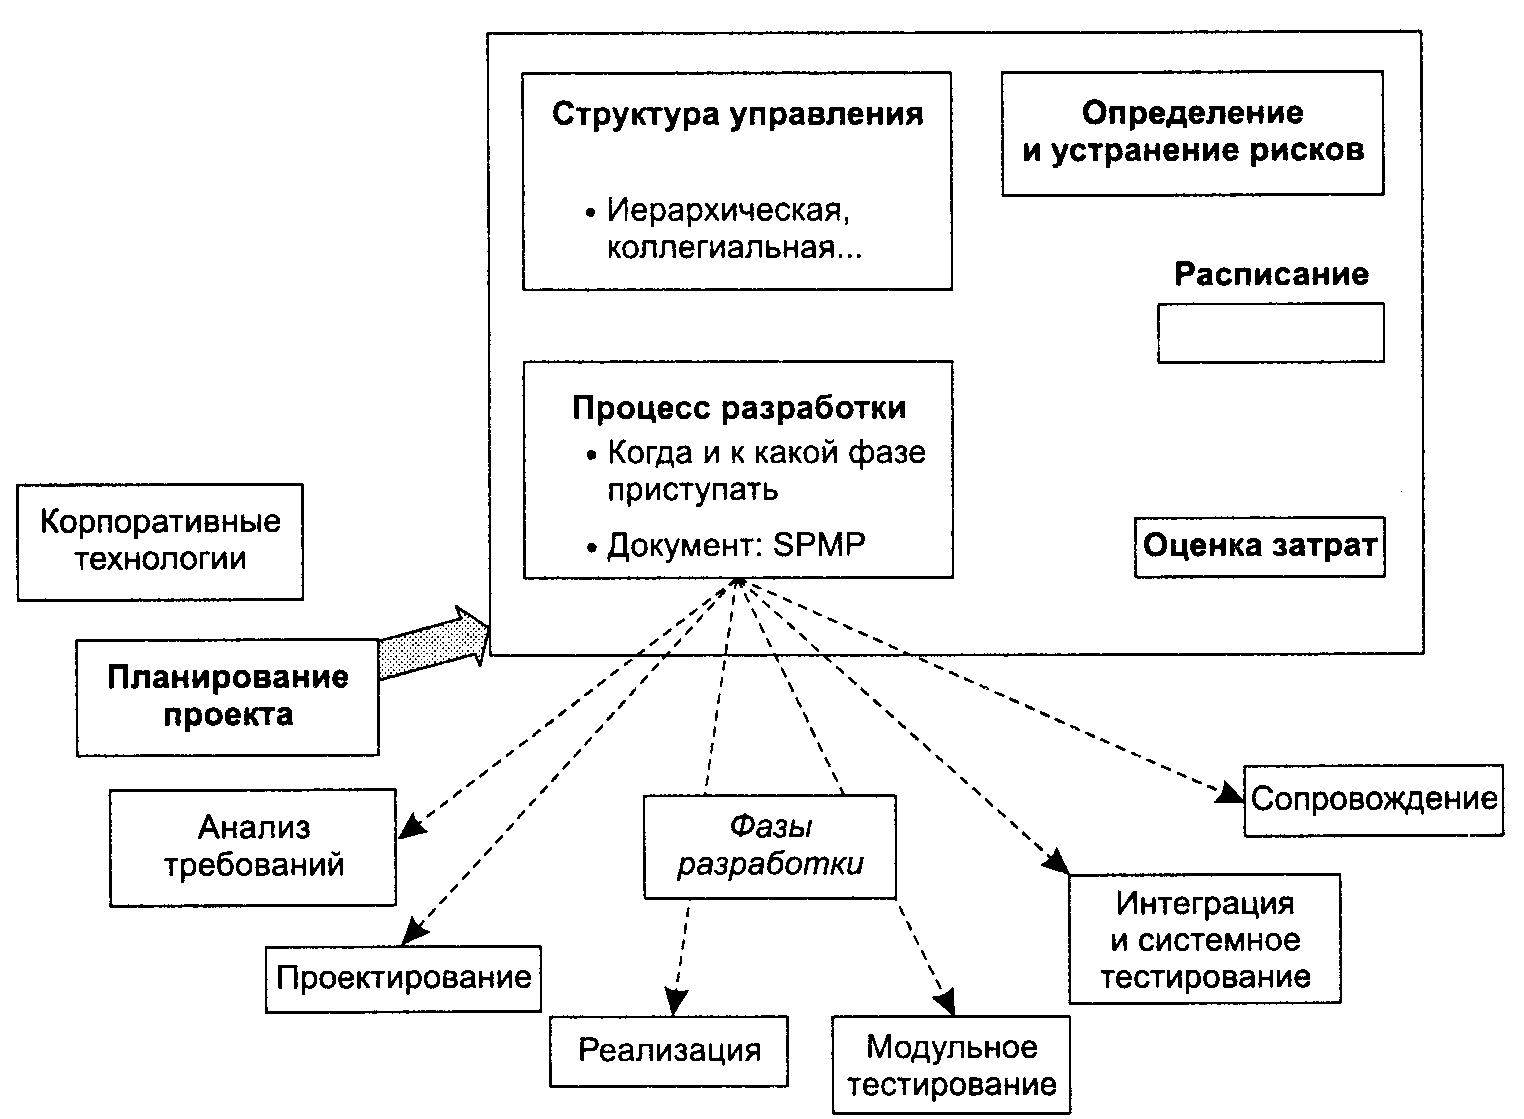 Структура управления
• Иерархическая,
коллегиальная...
Определение
и устранение рисков
Расписание
Процесс разработки
• Когда и к какой фазе
приступать
• Документ: SPMP
Оценка затрат
Корпоративные
технологии
Планирование
проекта
Анализ
требований
Фазы
разработки
Сопровождение
Проектирование
Интеграция
и системное
тестирование
Реализация
Модульное
тестирование